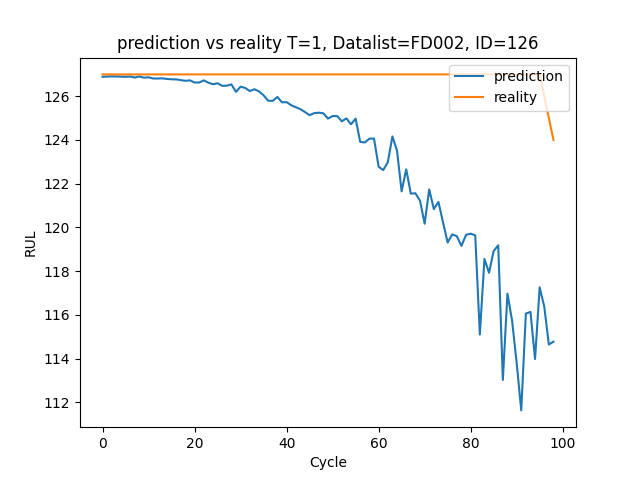 prediction vs reality T=1, Datalist=FD002, ID=126
prediction
reality
126
124
122
120
118
116
114
112
RUL
0 20 40 60 80 100
Cycle